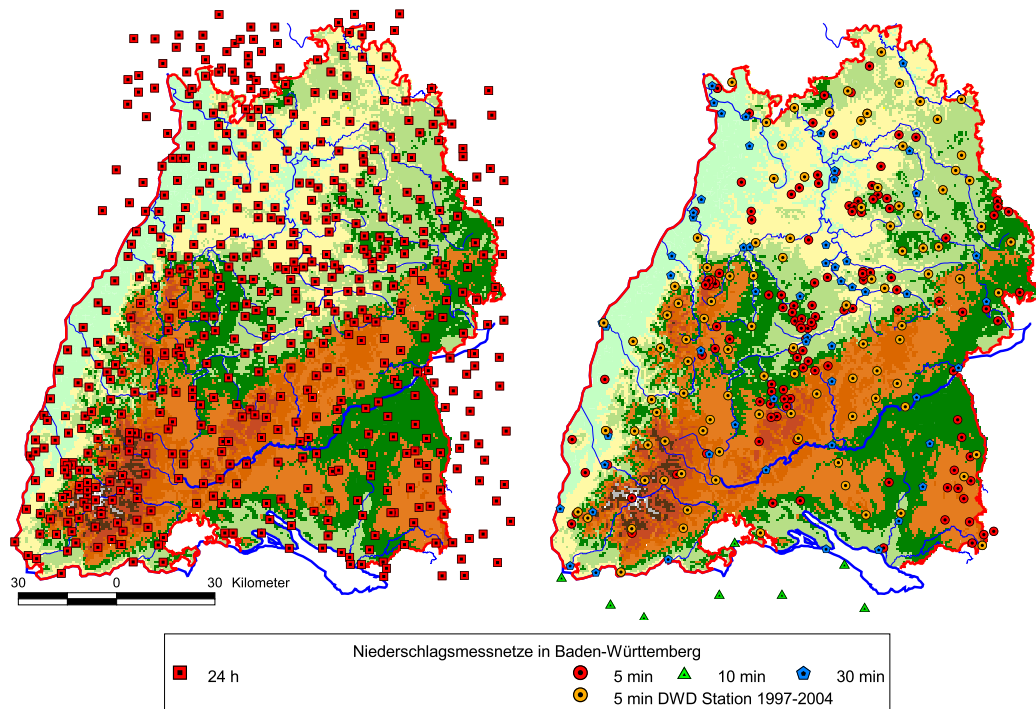 30 0 30 Kilometer
Niederschlagsmessnetze in Baden-Württemberg
24 h 5 min 10 min 30 min
5 min DWD Station 1997-2004